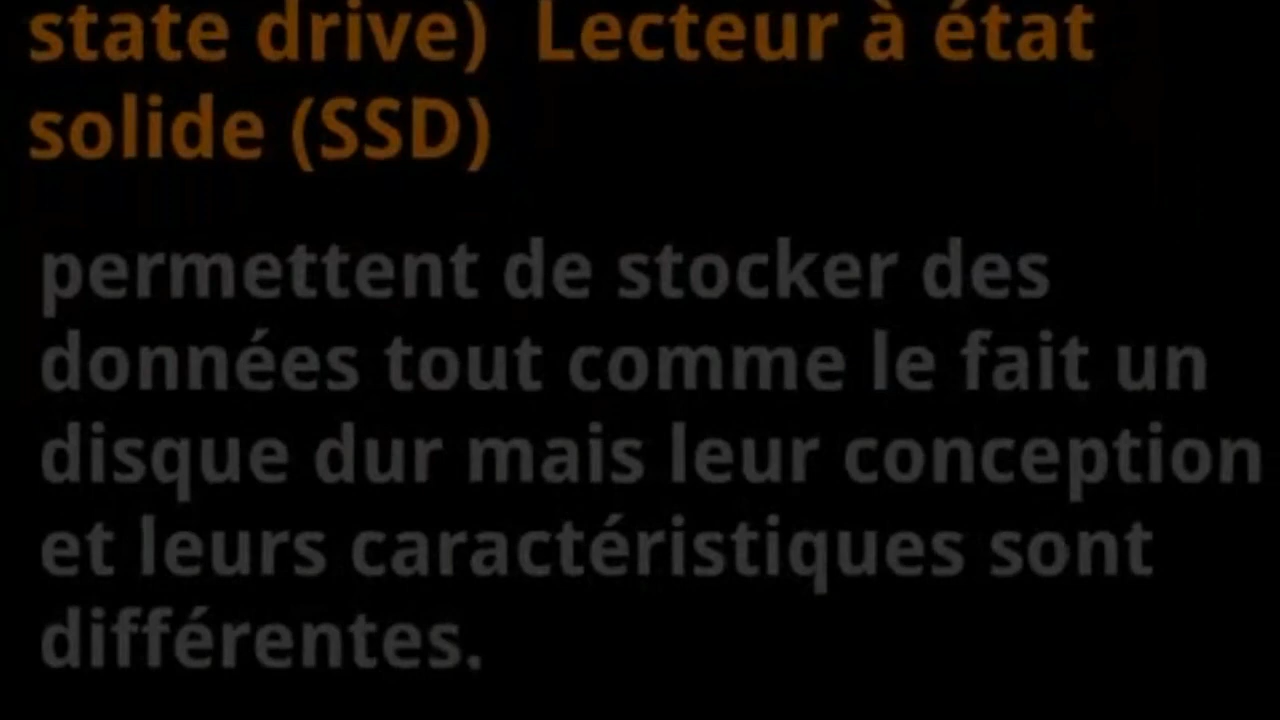 state drive)  Lecteur à état
solide (SSD)
permettent de stocker des
données tout comme le fait un
disque dur mais leur conception
et leurs caractéristiques sont
différentes.